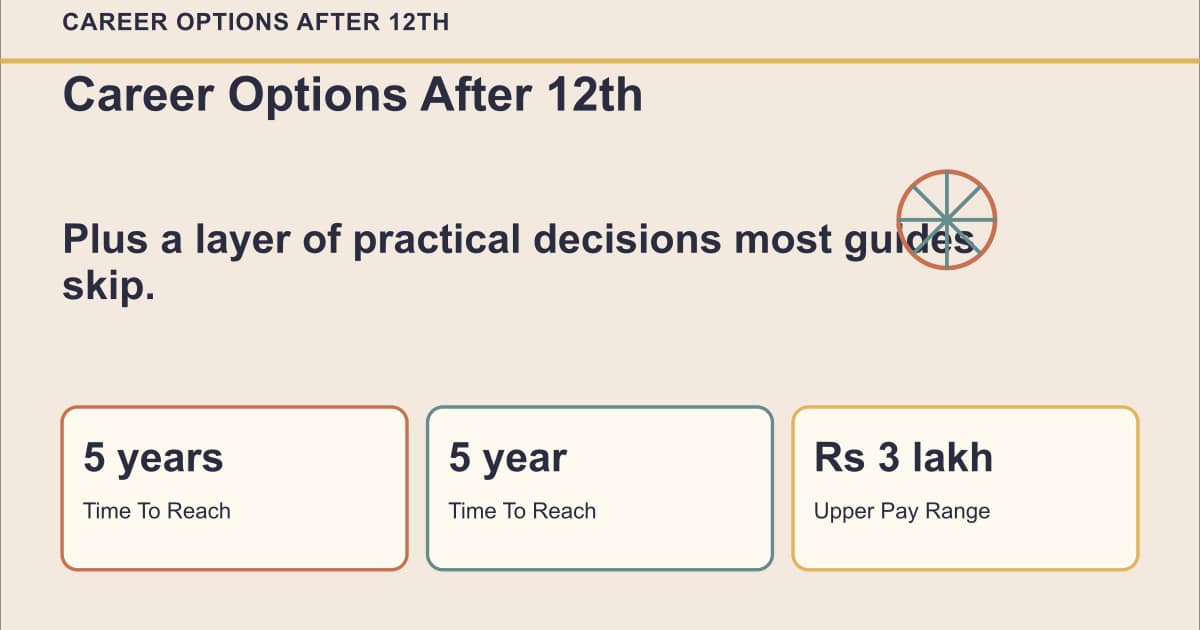 CAREER OPTIONS AFTER 12TH
Career Options After 12th
Plus a layer of practical decisions most guides
skip.
5 years
Time To Reach
5 year
Time To Reach
Rs 3 lakh
Upper Pay Range